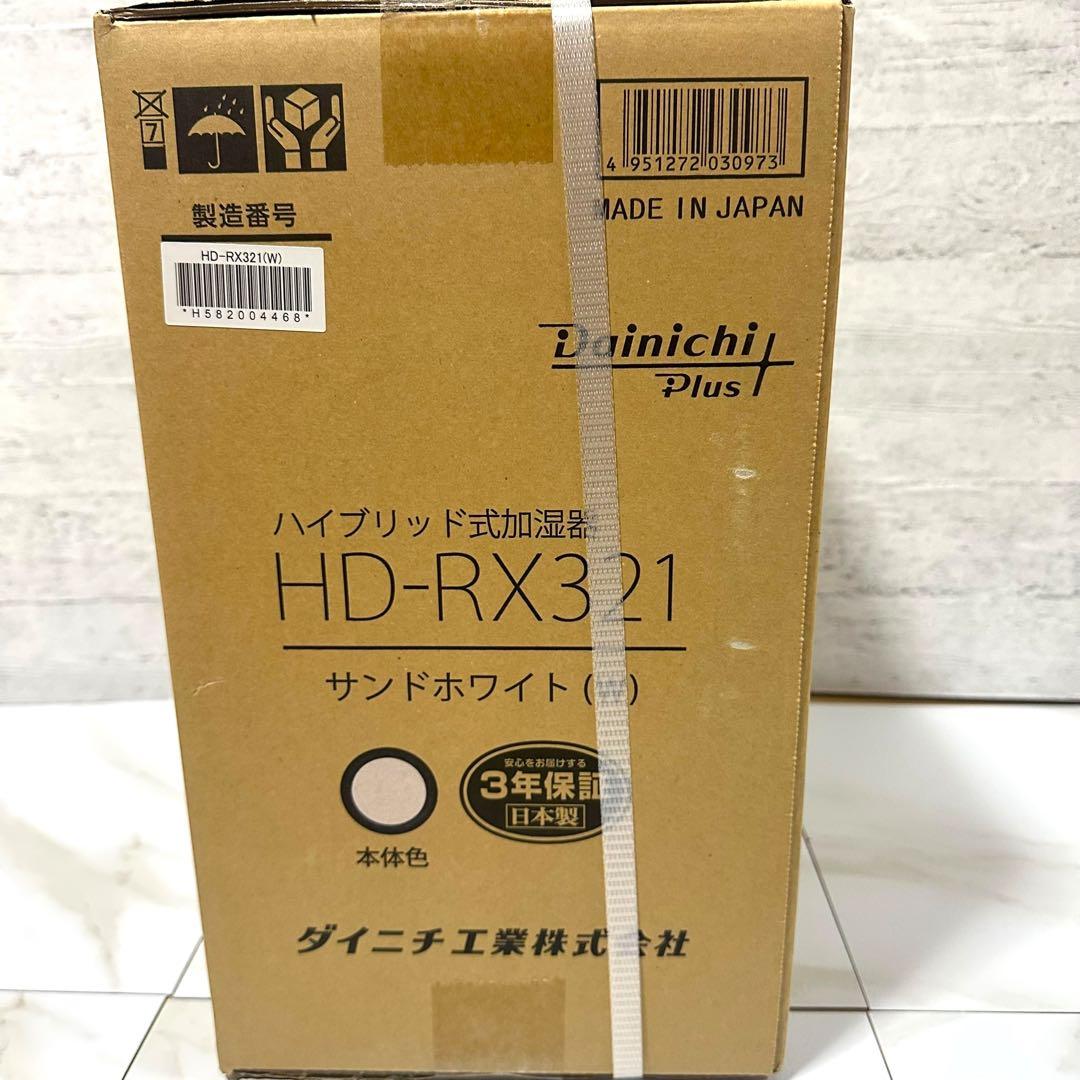 7
4 951272 030973
MADE IN JAPAN
製造番号
HD-RX321(W)
*H582004468*
Dainichi
Plus
ハイブリッド式加湿器
HD-RX321
サンドホワイト (W)
安心をお届けする
3年保証
日本製
本体色
ダイニチ工業株式会社